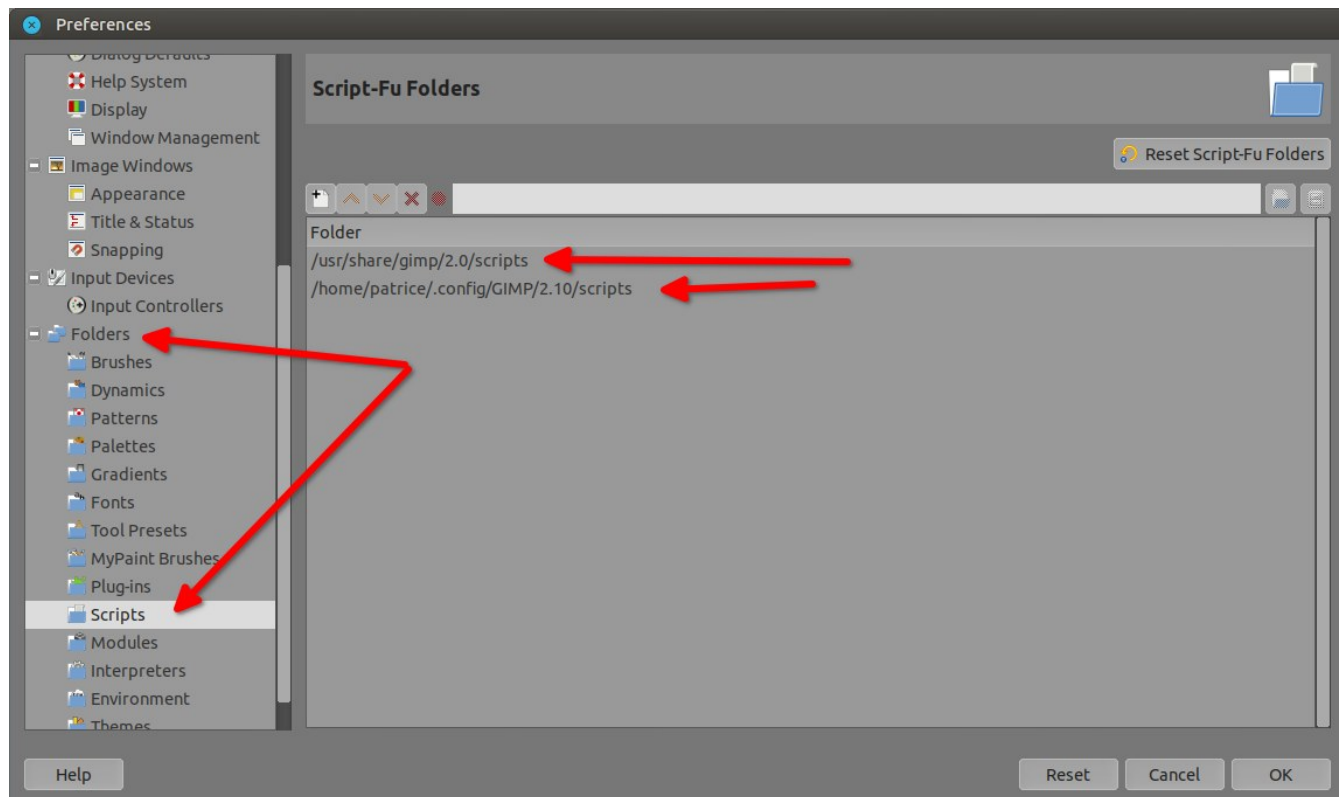 Preferences
Dialog Defaults
Help System
Display
Window Management
Image Windows
Appearance
Title & Status
Snapping
Input Devices
Input Controllers
Folders
Brushes
Dynamics
Patterns
Palettes
Gradients
Fonts
Tool Presets
MyPaint Brushes
Plug-ins
Scripts
Modules
Interpreters
Environment
Themes
Script-Fu Folders
Reset Script-Fu Folders
Folder
/usr/share/gimp/2.0/scripts
/home/patrice/.config/GIMP/2.10/scripts
Help
Reset
Cancel
OK